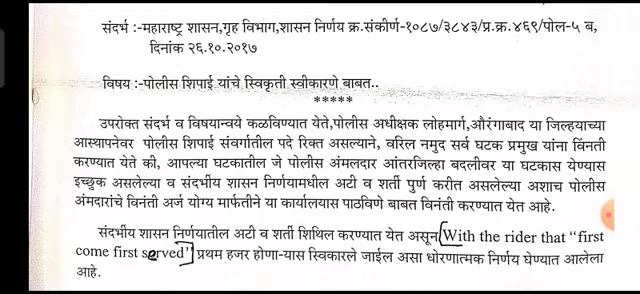 संदर्भ :-महाराष्ट्र शासन,गृह विभाग,शासन निर्णय क्र.संकीर्ण-१०८७/३८४३/प्र.क्र.४६९/पोल-५ ब,
दिनांक २६.१०.२०१७
विषय :-पोलीस शिपाई यांचे स्विकृती स्वीकारणे बाबत..
*****
उपरोक्त संदर्भ व विषयान्वये कळविण्यात येते,पोलीस अधीक्षक लोहमार्ग,औरंगाबाद या जिल्हयाच्या
आस्थापनेवर पोलीस शिपाई संवर्गातील पदे रिक्त असल्याने, वरिल नमुद सर्व घटक प्रमुख यांना विंनती
करण्यात येते की, आपल्या घटकातील जे पोलीस अंमलदार आंतरजिल्हा बदलीवर या घटकास येण्यास
इच्छुक असलेल्या व संदर्भीय शासन निर्णयामधील अटी व शर्ती पुर्ण करीत असलेल्या अशाच पोलीस
अंमदारांचे विनंती अर्ज योग्य मार्फतीने या कार्यालयास पाठविणे बाबत विनंती करण्यात येत आहे.
संदर्भीय शासन निर्णयातील अटी व शर्ती शिथिल करण्यात येत असून With the rider that "first
come first served" प्रथम हजर होणा-यास स्विकारले जाईल असा धोरणात्मक निर्णय घेण्यात आलेला
आहे.